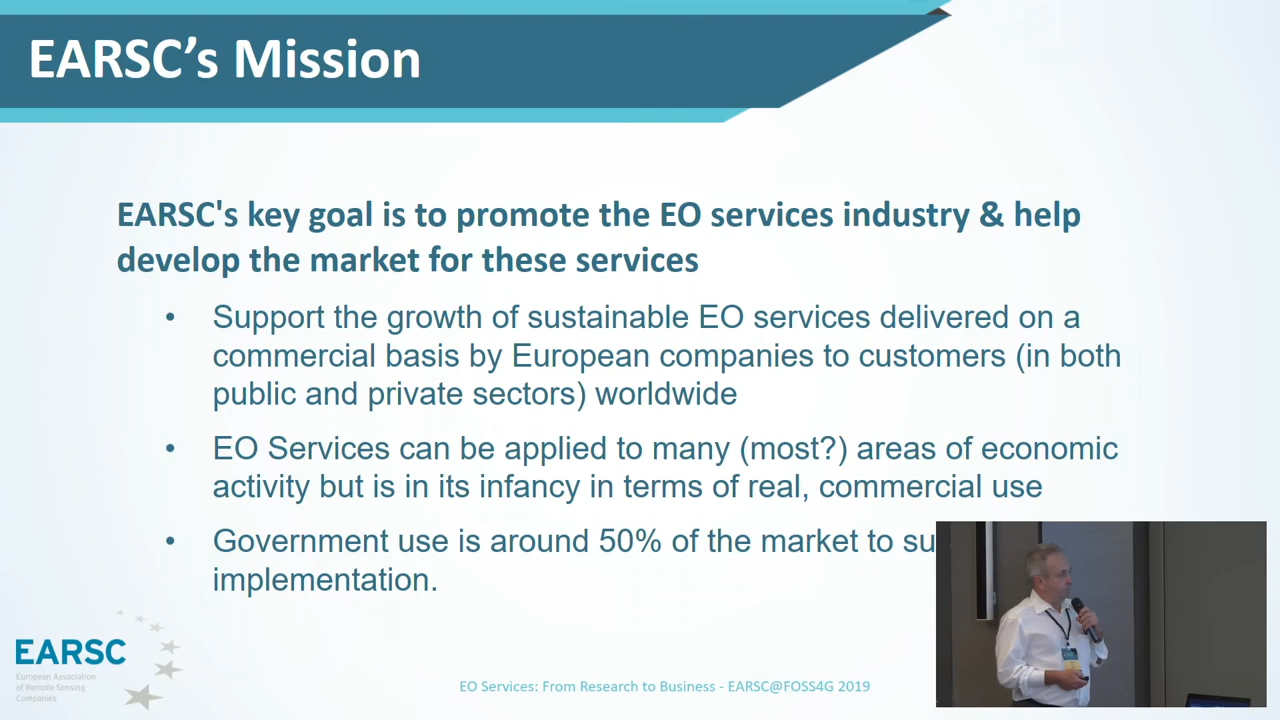 EARSC’s Mission
EARSC's key goal is to promote the EO services industry & help
develop the market for these services
• Support the growth of sustainable EO services delivered on a
commercial basis by European companies to customers (in both
public and private sectors) worldwide
• EO Services can be applied to many (most?) areas of economic
activity but is in its infancy in terms of real, commercial use
• Government use is around 50% of the market to su
implementation.
EARSC
European Association
of Remote Sensing
Companies
EO Services: From Research to Business - EARSC@FOSS4G 2019